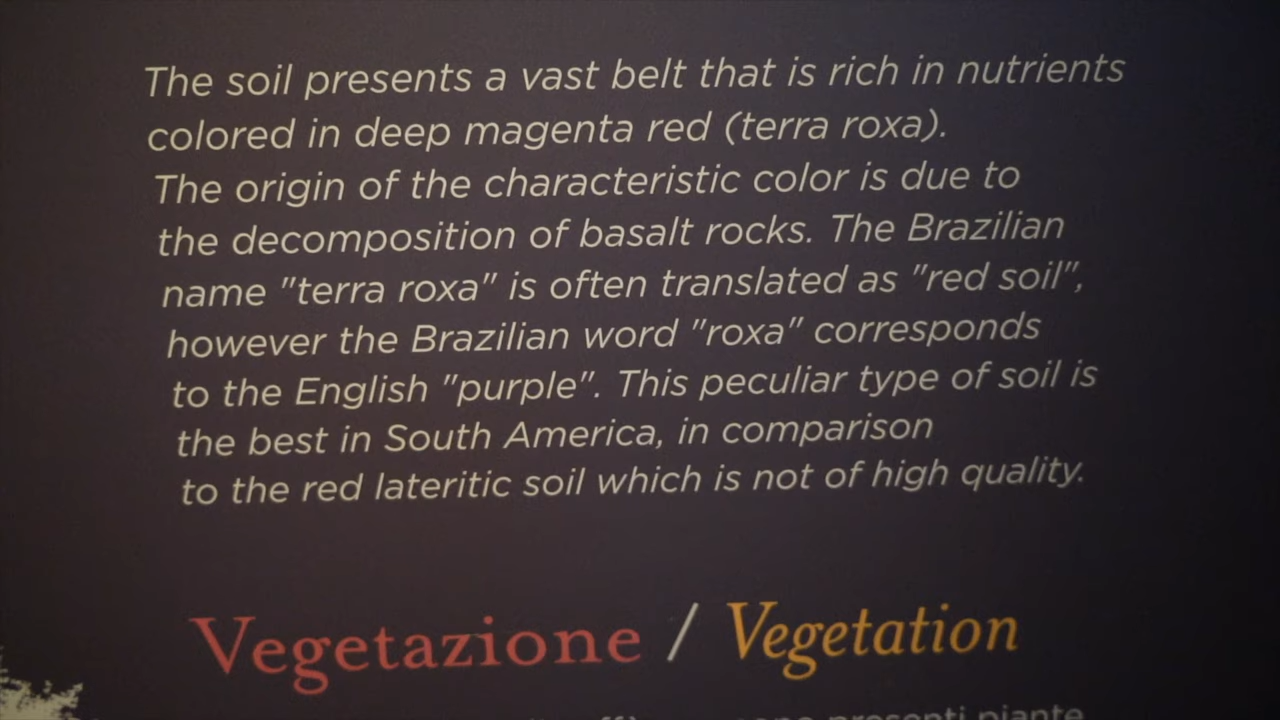 The soil presents a vast belt that is rich in nutrients
colored in deep magenta red (terra roxa).
The origin of the characteristic color is due to
the decomposition of basalt rocks. The Brazilian
name "terra roxa" is often translated as "red soil",
however the Brazilian word "roxa" corresponds
to the English "purple". This peculiar type of soil is
the best in South America, in comparison
to the red lateritic soil which is not of high quality.
Vegetazione / Vegetation
presenti piante